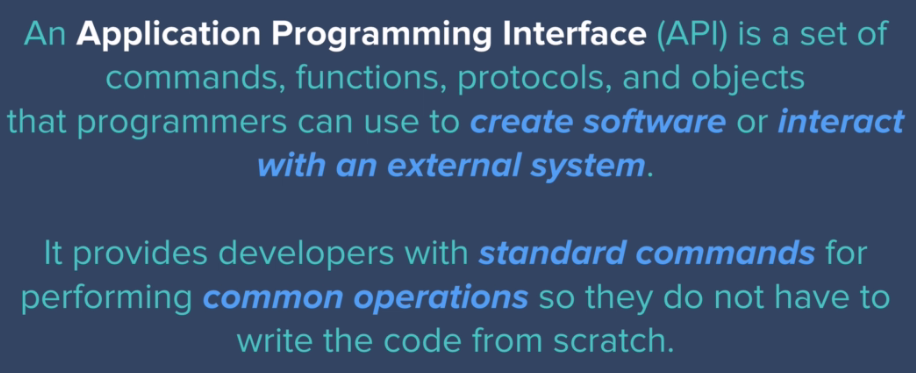 An Application Programming Interface (API) is a set of
commands, functions, protocols, and objects
that programmers can use to create software or interact
with an external system.
It provides developers with standard commands for
performing common operations so they do not have to
write the code from scratch.